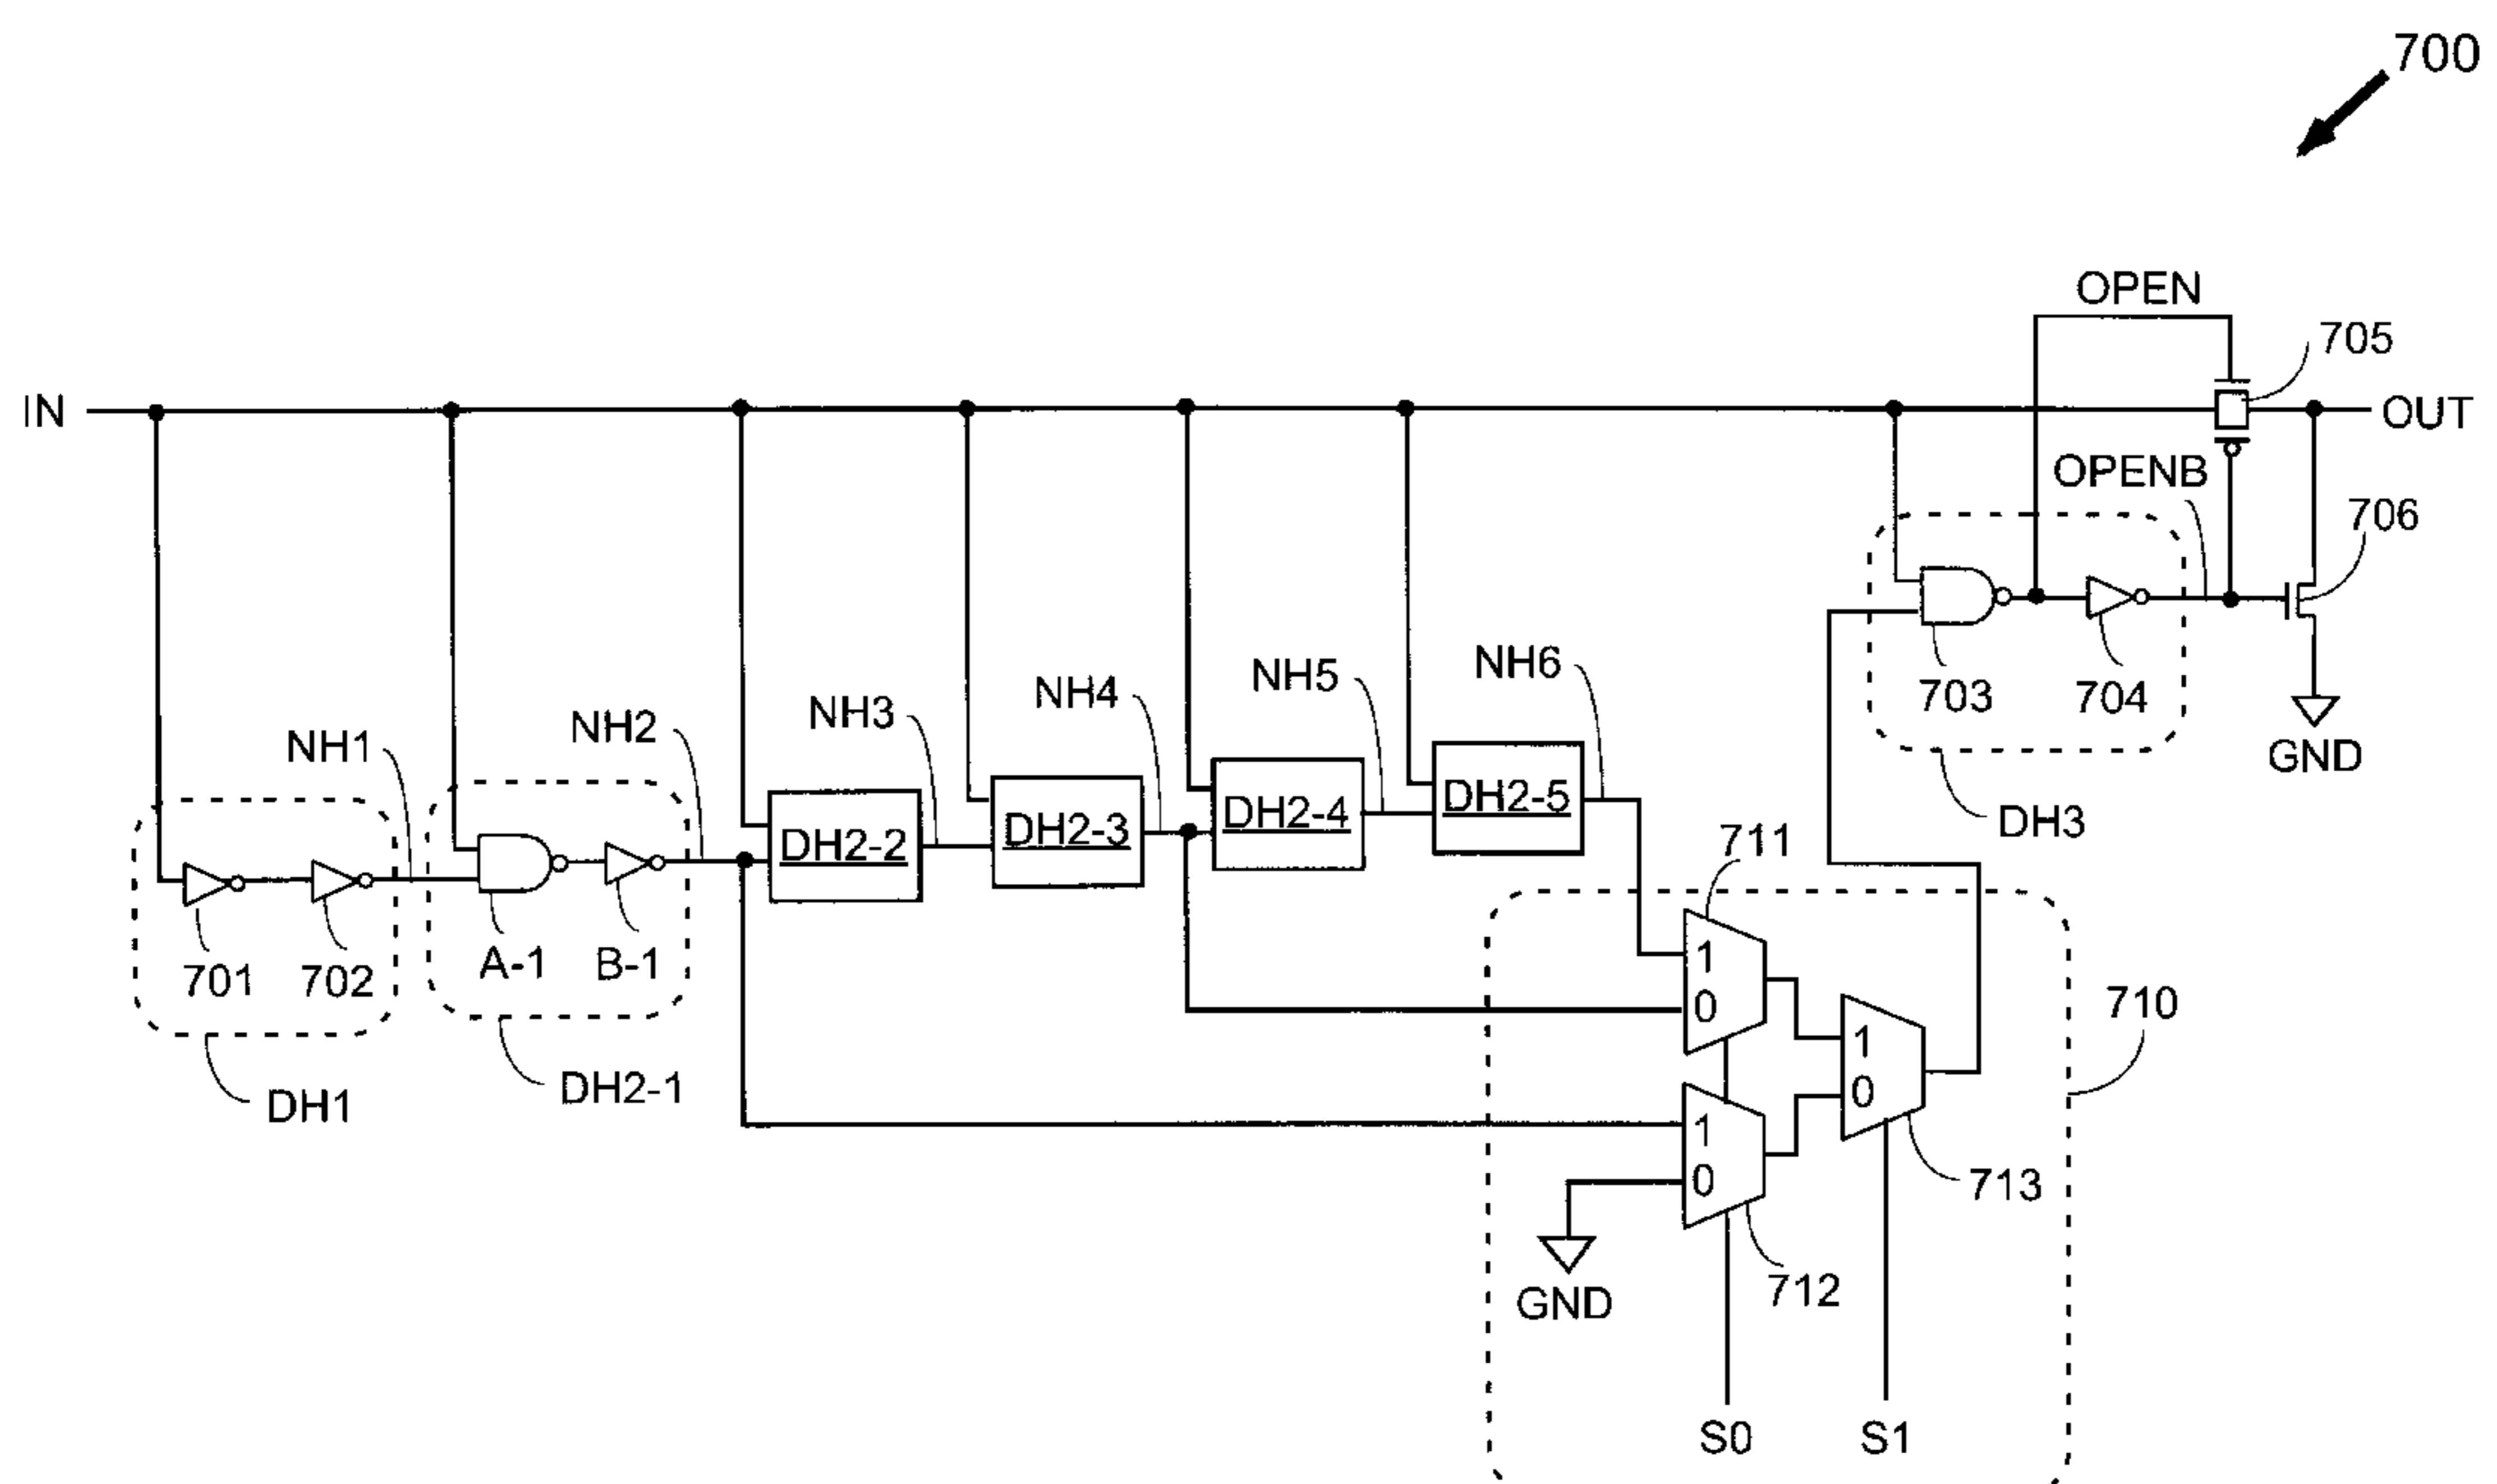 700
OPEN
705
IN
OUT
OPENB
706
NH6
NH5
NH4
NH3
NH2
NH1
703
704
GND
DH2-5
DH2-4
DH2-3
DH2-2
DH3
711
1
0
701
702
A-1
B-1
710
1
0
DH1
DH2-1
1
0
713
712
GND
S0
S1